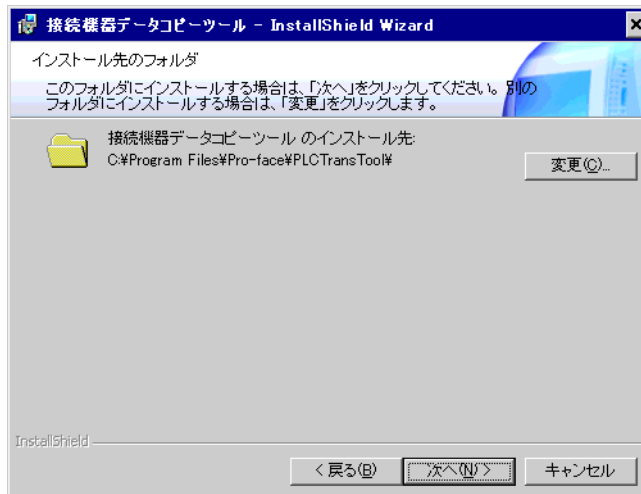 接続機器データコピーツール - InstallShield Wizard
インストール先のフォルダ
このフォルダにインストールする場合は、「次へ」をクリックしてください。別の
フォルダにインストールする場合は、「変更」をクリックします。
接続機器データコピーツール のインストール先:
C:¥Program Files¥Pro-face¥PLCTransTool¥
変更(C)...
InstallShield
< 戻る(B)
次へ(N) >
キャンセル